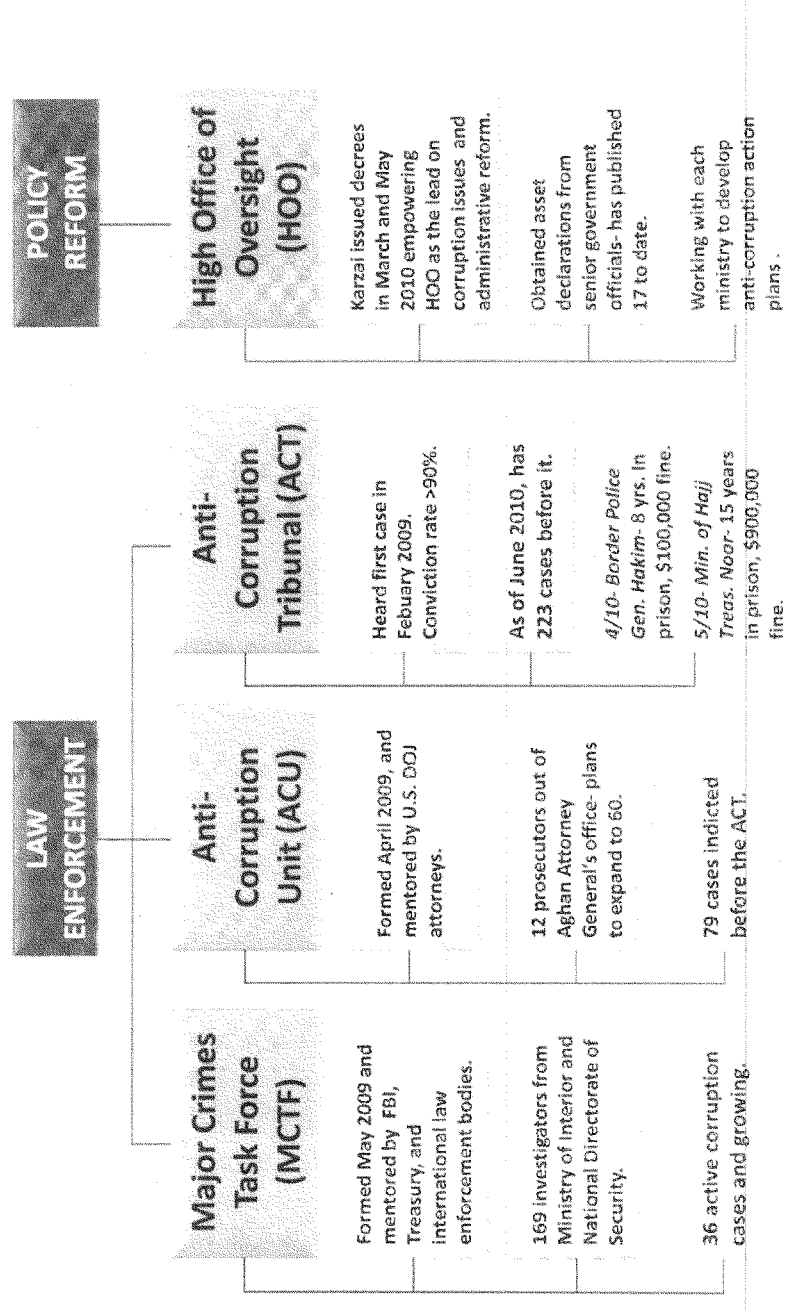 LAW
ENFORCEMENT
Major Crimes
Task Force
(MCTF)
Formed May 2009 and
mentored by FBI,
Treasury, and
international law
enforcement bodies.
169 investigators from
Ministry of Interior and
National Directorate of
Security.
36 active corruption
cases and growing.
Anti-
Corruption
Unit (ACU)
Formed April 2009, and
mentored by U.S. DOJ
attorneys.
12 prosecutors out of
Aghan Attorney
General's office- plans
to expand to 60.
79 cases indicted
before the ACT.
Anti-
Corruption
Tribunal (ACT)
Heard first case in
Febuary 2009.
Conviction rate >90%.
As of June 2010, has
223 cases before it.
4/10- Border Police
Gen. Hakim- 8 yrs. in
prison, $100,000 fine.
5/10- Min. of Hajj
Treas. Noor- 15 years
in prison, $900,000
fine.
POLICY
REFORM
High Office of
Oversight
(HOO)
Karzai issued decrees
in March and May
2010 empowering
HOO as the lead on
corruption issues and
administrative reform.
Obtained asset
declarations from
senior government
officials- has published
17 to date.
Working with each
ministry to develop
anti-corruption action
plans .